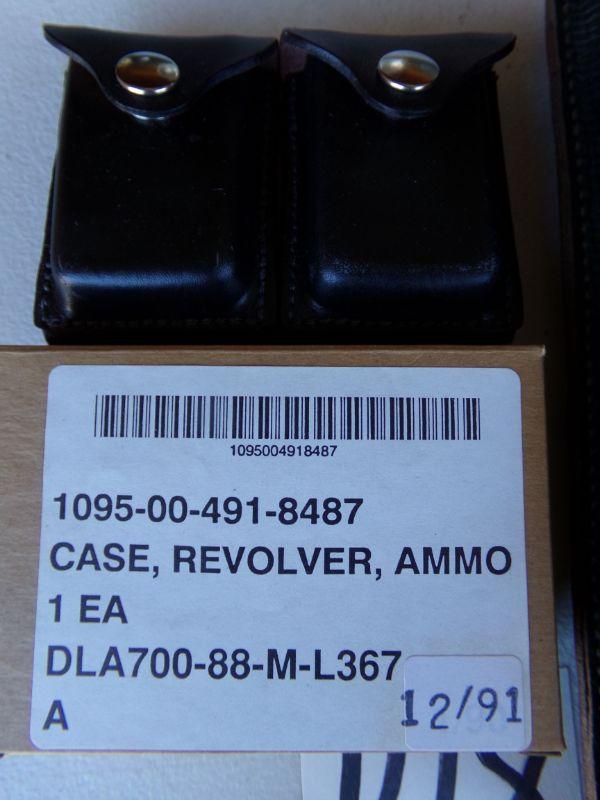 1095004918487
1095-00-491-8487
CASE, REVOLVER, AMMO
1 EA
DLA700-88-M-L367
A
12/91